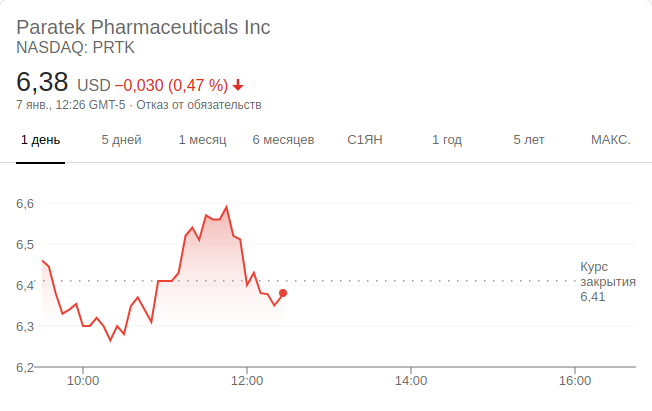 Paratek Pharmaceuticals Inc
NASDAQ: PRTK
6,38 USD −0,030 (0,47 %)
7 янв., 12:26 GMT-5 · Отказ от обязательств
1 день 5 дней 1 месяц 6 месяцев С1ЯН 1 год 5 лет МАКС.
6,6
6,5
6,4
6,3
6,2
Курс
закрытия
6,41
10:00 12:00 14:00 16:00